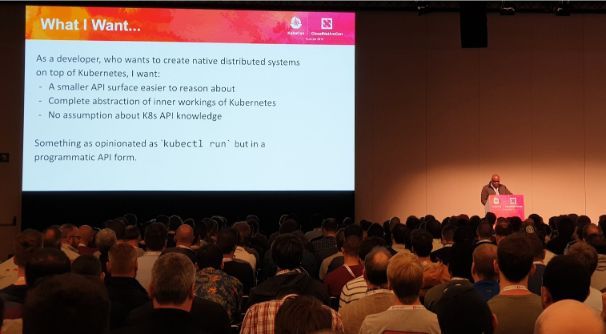 What I Want...
KubeCon
CloudNativeCon
As a developer, who wants to create native distributed systems
on top of Kubernetes, I want:
- A smaller API surface easier to reason about
- Complete abstraction of inner workings of Kubernetes
- No assumption about K8s API knowledge
Something as opinionated as `kubectl run` but in a
programmatic API form.